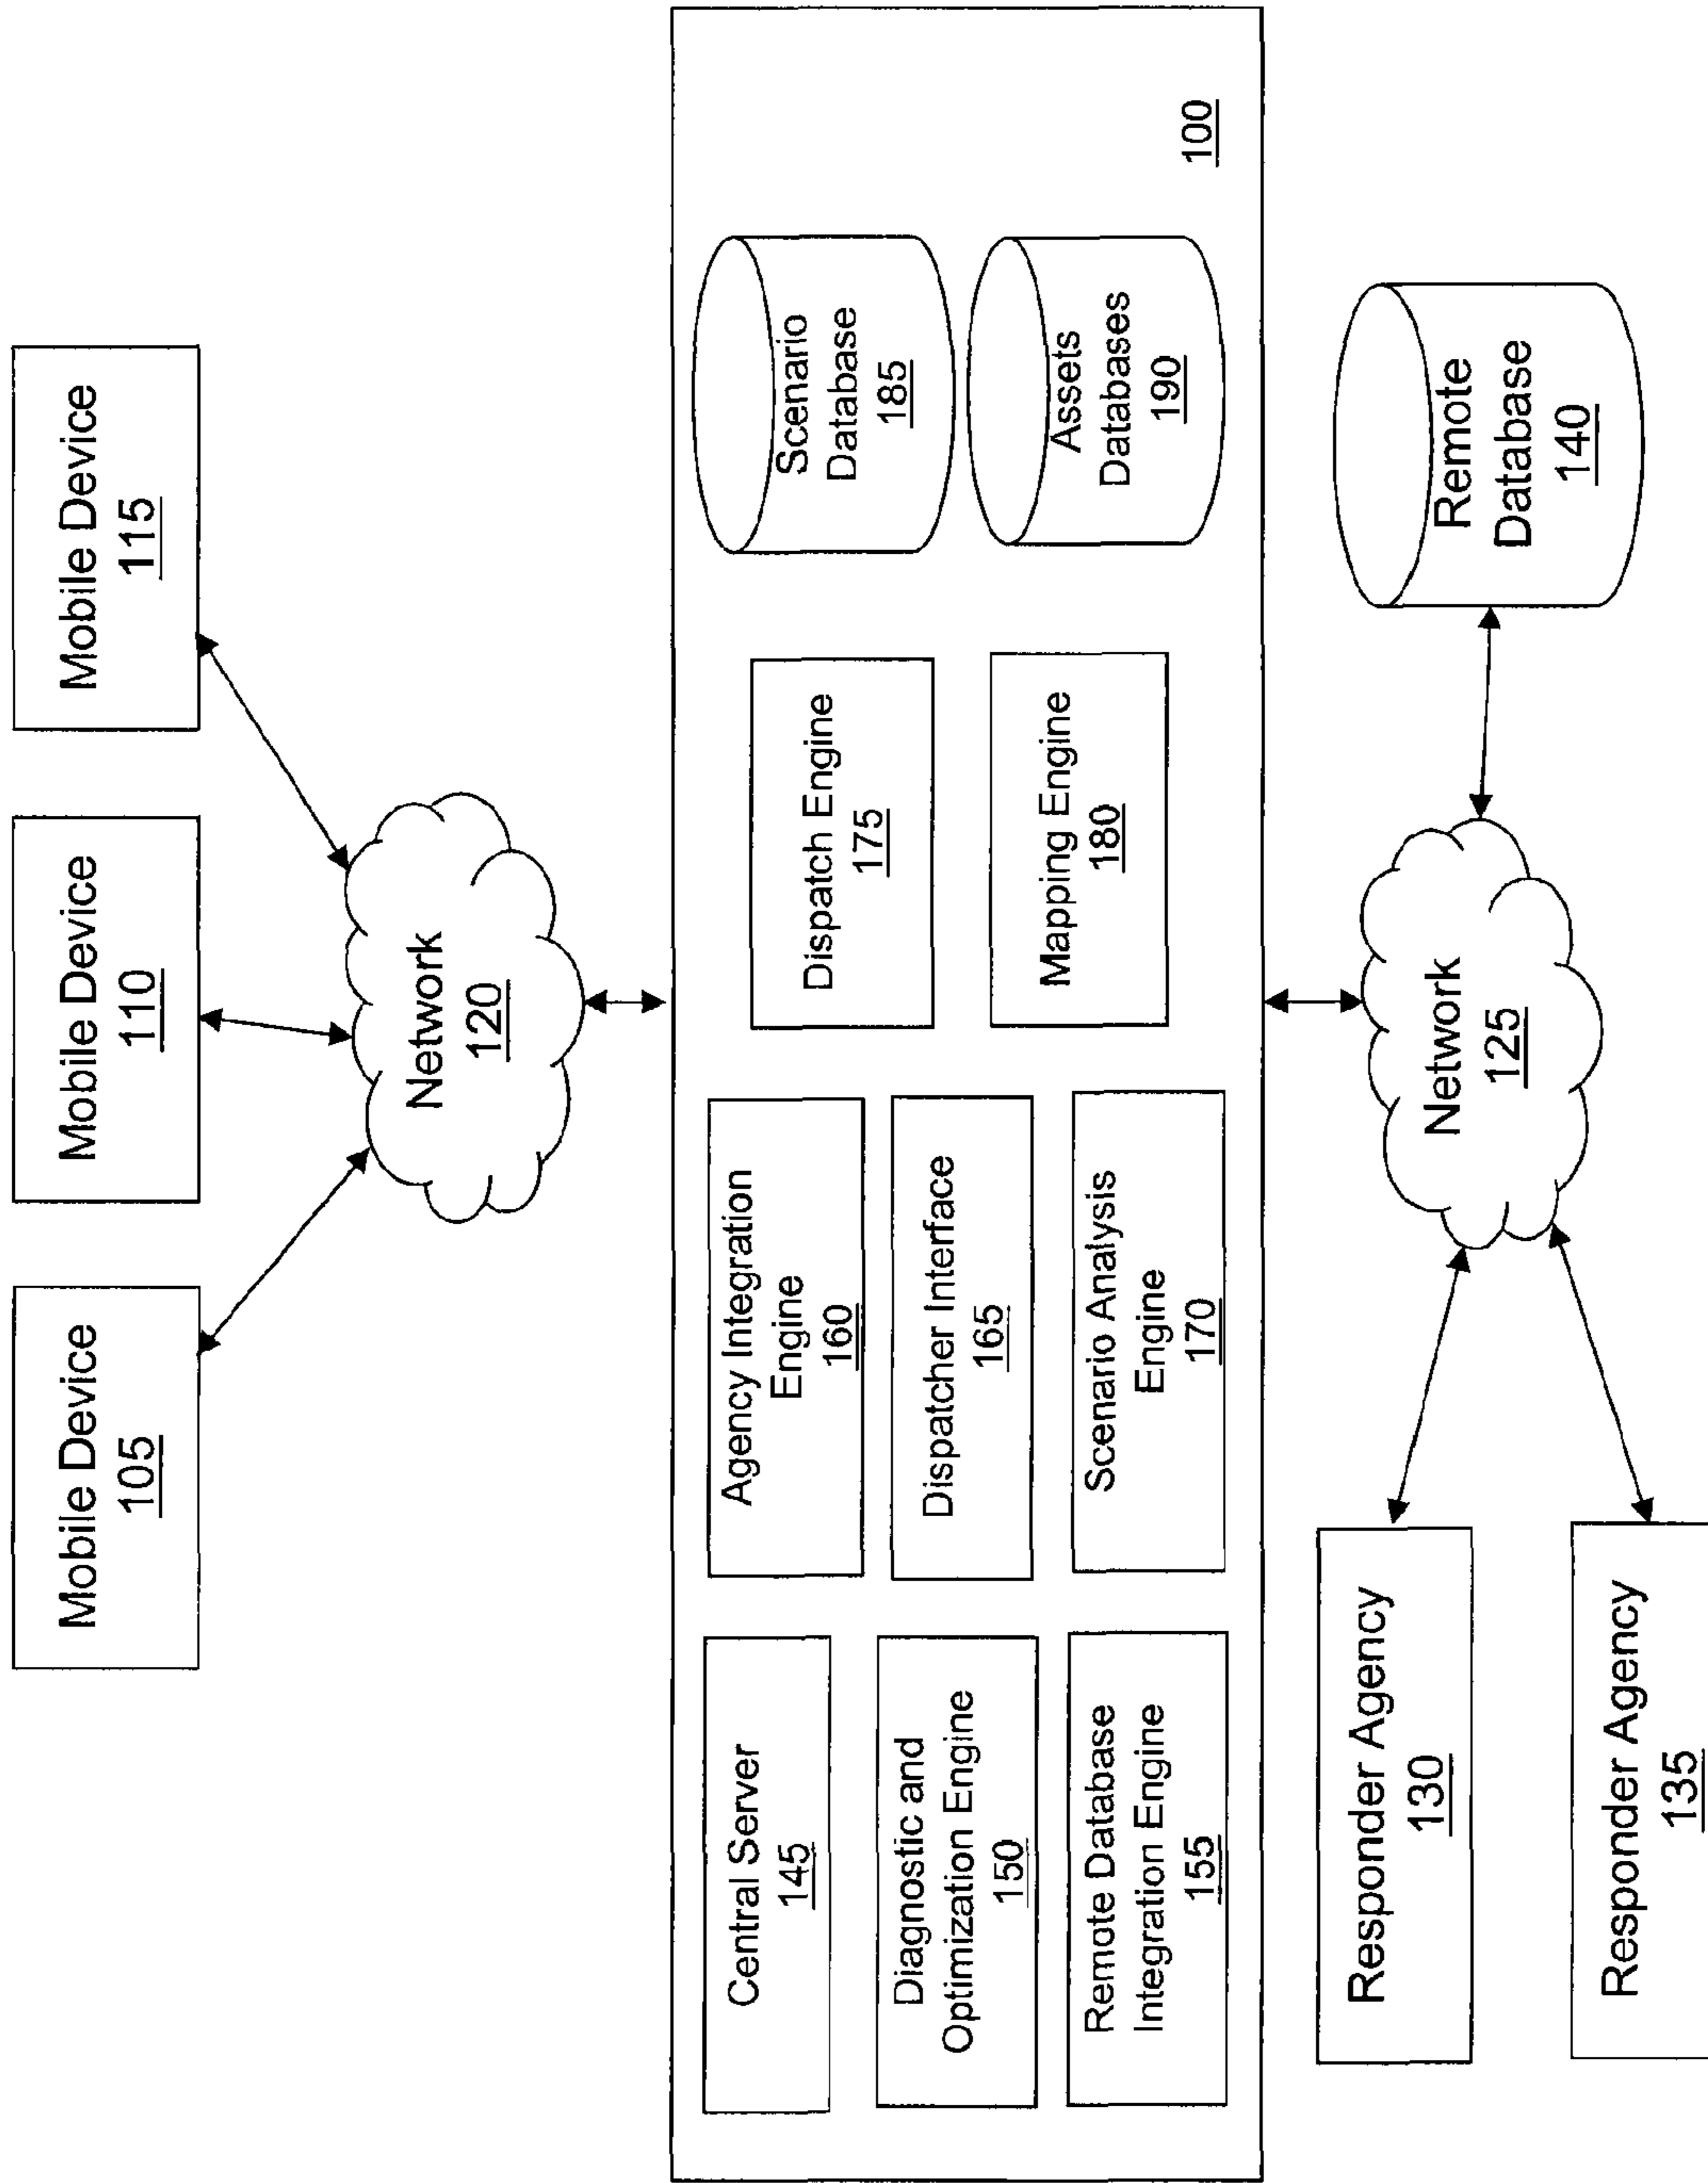 Mobile Device
105
Mobile Device
110
Mobile Device
115
Network
120
Central Server
145
Diagnostic and
Optimization Engine
150
Remote Database
Integration Engine
155
Agency Integration
Engine
160
Dispatcher Interface
165
Scenario Analysis
Engine
170
Dispatch Engine
175
Mapping Engine
180
Scenario
Database
185
Assets
Databases
190
100
Responder Agency
130
Responder Agency
135
Network
125
Remote
Database
140